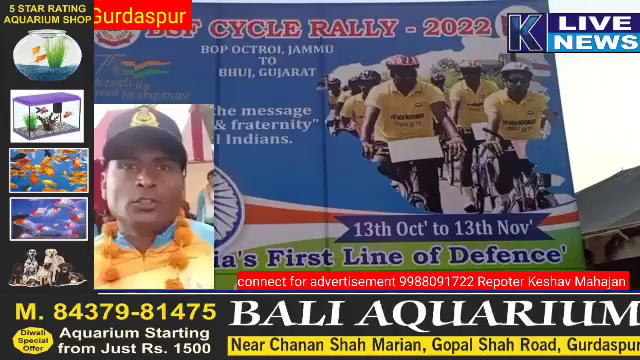 5 STAR RATING
AQUARIUM SHOP
Gurdaspur
BSF CYCLE RALLY - 2022
BOP OCTROI, JAMMU
TO
BHUJ, GUJARAT
Azadi Ka
Amrit Mahotsav
the message
& fraternity"
Indians.
K LIVE
NEWS
13th Oct' to 13th Nov'
First Line of Defence'
connect for advertisement 9988091722 Repoter Keshav Mahajan
M. 84379-81475
Diwali
Special
Offer
Aquarium Starting
from Just Rs. 1500
BALI AQUARIUM
Near Chanan Shah Marian, Gopal Shah Road, Gurdaspur